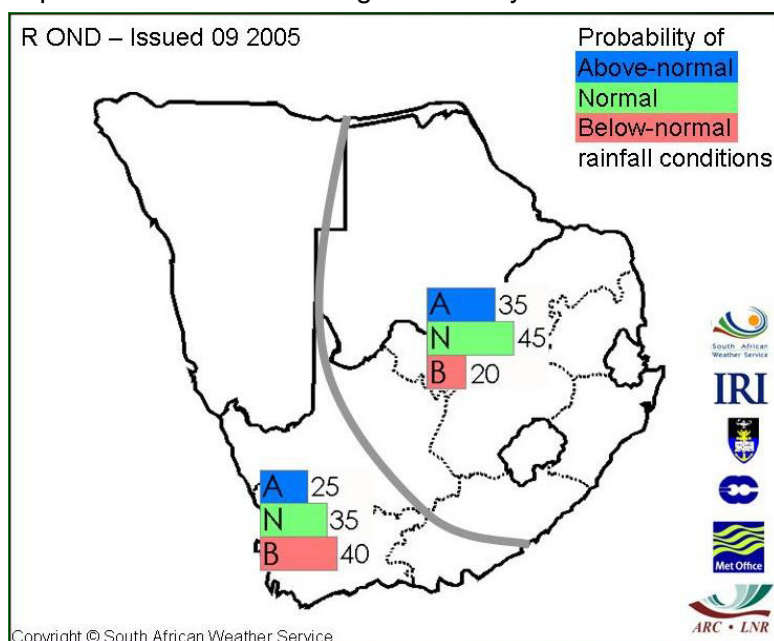 R OND – Issued 09 2005
Probability of
Above-normal
Normal
Below-normal
rainfall conditions
A 35
N 45
B 20
A 25
N 35
B 40
South African
Weather Service
IRI
Met Office
ARC • LNR
Copyright © South African Weather Service